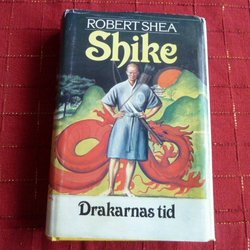 ROBERT SHEA
Shike
Drakarnas tid